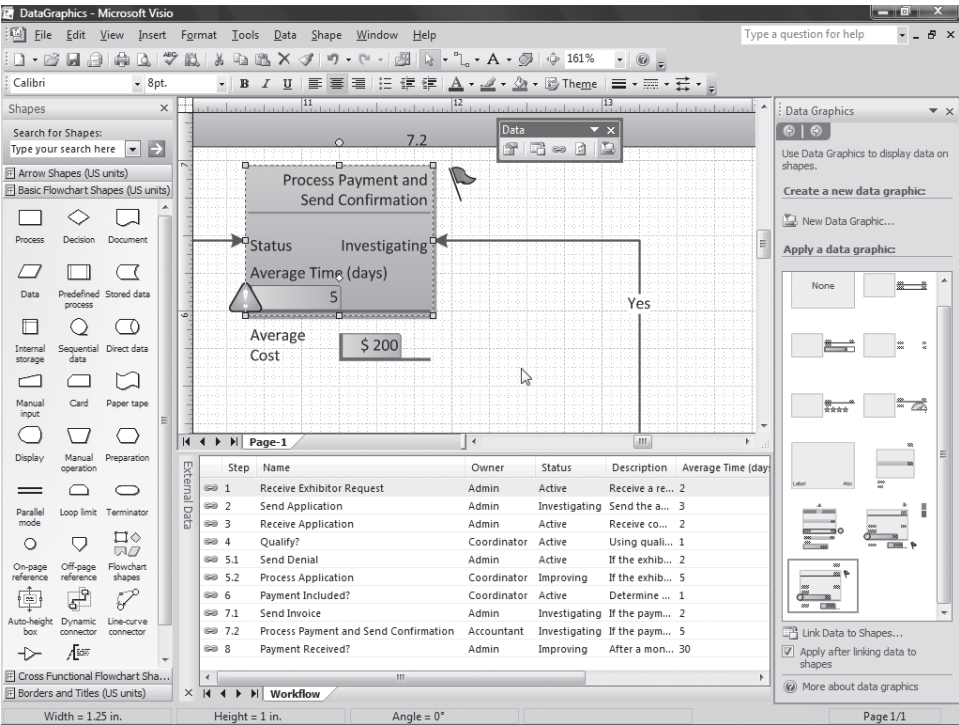 DataGraphics - Microsoft Visio
File Edit View Insert Format Tools Data Shape Window Help
Type a question for help
161%
Calibri 8pt. B I U Theme
Shapes
Search for Shapes:
Type your search here
Arrow Shapes (US units)
Basic Flowchart Shapes (US units)
Process Decision Document
Data Predefined process Stored data
Internal storage Sequential data Direct data
Manual input Card Paper tape
Display Manual operation Preparation
Parallel mode Loop limit Terminator
On-page reference Off-page reference Flowchart shapes
Auto-height box Dynamic connector Line-curve connector
Cross Functional Flowchart Sha...
Borders and Titles (US units)
11 12 13
7
6
7.2
Process Payment and
Send Confirmation
Status Investigating
Average Time (days)
5
Average
Cost
$ 200
Yes
Data
Page-1
External Data
Step Name Owner Status Description Average Time (day
1 Receive Exhibitor Request Admin Active Receive a re... 2
2 Send Application Admin Investigating Send the a... 3
3 Receive Application Admin Active Receive co... 2
4 Qualify? Coordinator Active Using quali... 1
5.1 Send Denial Admin Active If the exhib... 2
5.2 Process Application Coordinator Improving If the exhib... 5
6 Payment Included? Coordinator Active Determine ... 1
7.1 Send Invoice Admin Investigating If the paym... 2
7.2 Process Payment and Send Confirmation Accountant Investigating If the paym... 5
8 Payment Received? Admin Improving After a mon... 30
Workflow
Data Graphics
Use Data Graphics to display data on
shapes.
Create a new data graphic:
New Data Graphic...
Apply a data graphic:
None
Label
Link Data to Shapes...
Apply after linking data to
shapes
More about data graphics
Width = 1.25 in. Height = 1 in. Angle = 0° Page 1/1